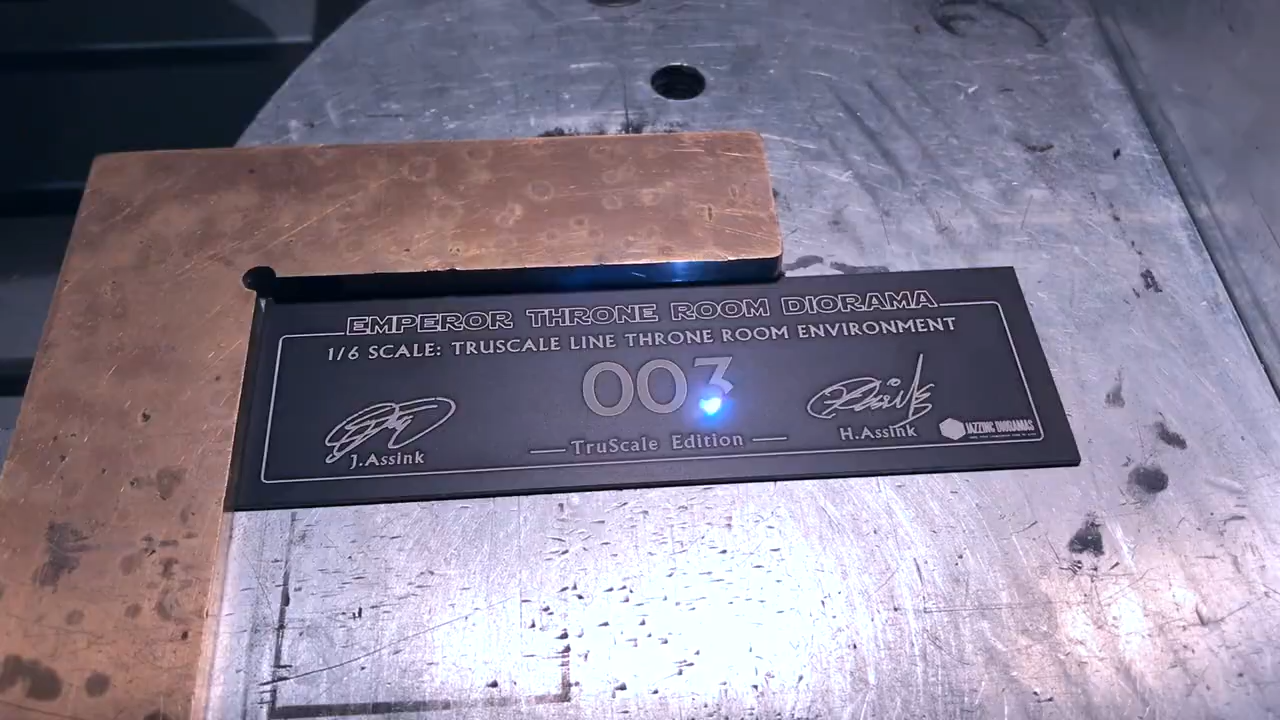 EMPEROR THRONE ROOM DIORAMA
1/6 SCALE: TRUSCALE LINE THRONE ROOM ENVIRONMENT
003
TruScale Edition
J.Assink
H.Assink
JAZZINC DIORAMAS